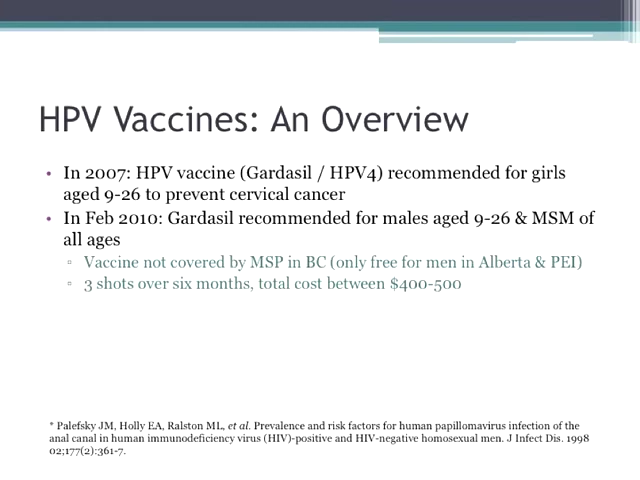 HPV Vaccines: An Overview
• In 2007: HPV vaccine (Gardasil / HPV4) recommended for girls
aged 9-26 to prevent cervical cancer
• In Feb 2010: Gardasil recommended for males aged 9-26 & MSM of
all ages
▫ Vaccine not covered by MSP in BC (only free for men in Alberta & PEI)
▫ 3 shots over six months, total cost between $400-500
* Palefsky JM, Holly EA, Ralston ML, et al. Prevalence and risk factors for human papillomavirus infection of the
anal canal in human immunodeficiency virus (HIV)-positive and HIV-negative homosexual men. J Infect Dis. 1998
02;177(2):361-7.